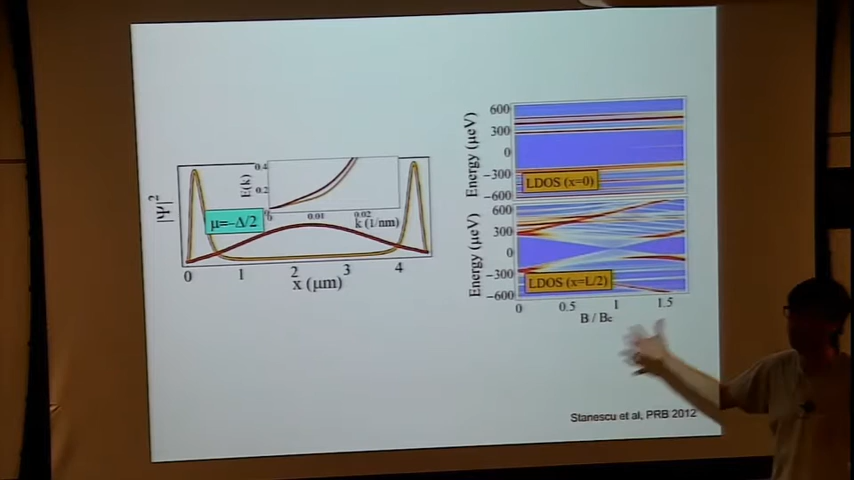 |Ψ|²
μ=-Δ/2
E(k)
0.4
0.2
0
0.01
0.02
k (1/nm)
0
1
2
3
4
x (μm)
Energy (μeV)
600
300
0
-300
-600
LDOS (x=0)
Energy (μeV)
600
300
0
-300
-600
LDOS (x=L/2)
0
0.5
1
1.5
B / Bc
Stanescu et al, PRB 2012